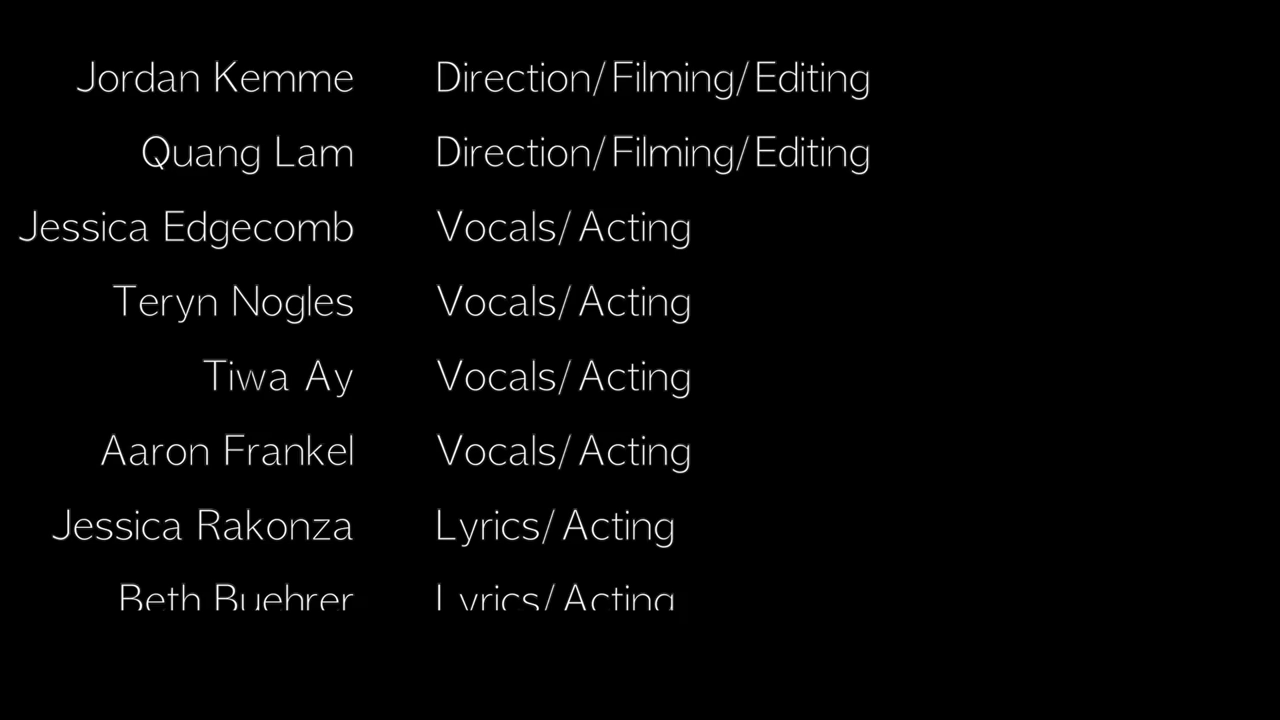 Jordan Kemme Direction/Filming/Editing
Quang Lam Direction/Filming/Editing
Jessica Edgecomb Vocals/Acting
Teryn Nogles Vocals/Acting
Tiwa Ay Vocals/Acting
Aaron Frankel Vocals/Acting
Jessica Rakonza Lyrics/Acting
Beth Buehrer Lyrics/Acting